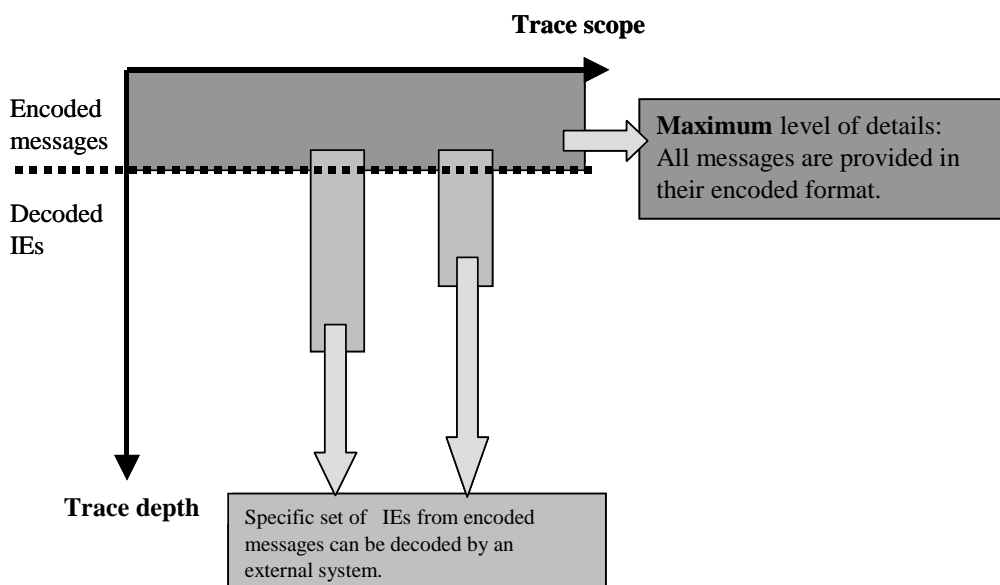 Trace scope
Encoded
messages
Maximum level of details:
All messages are provided in
their encoded format.
Decoded
IEs
Trace depth
Specific set of IEs from encoded
messages can be decoded by an
external system.